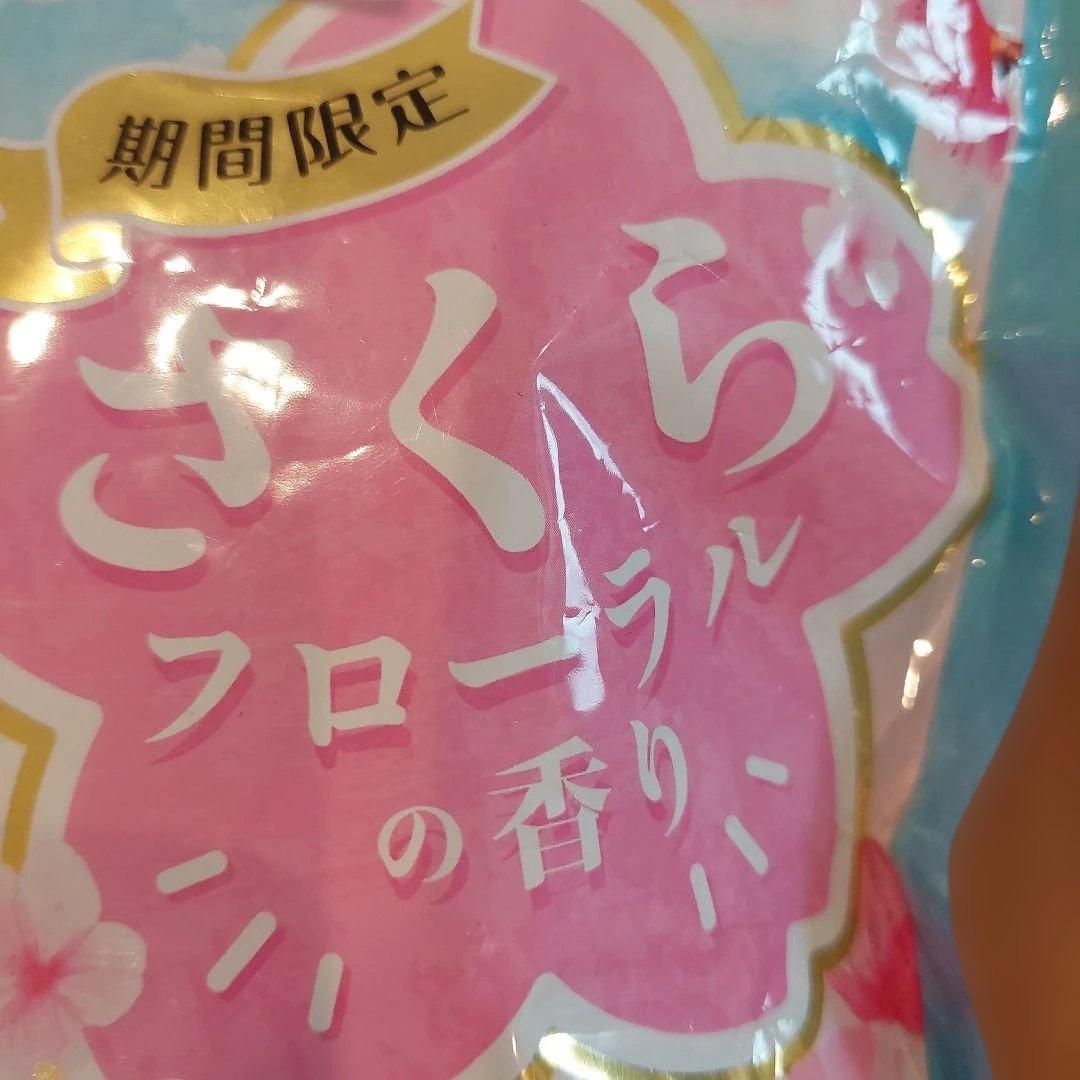 期間限定
さくら
フローラル
の香り